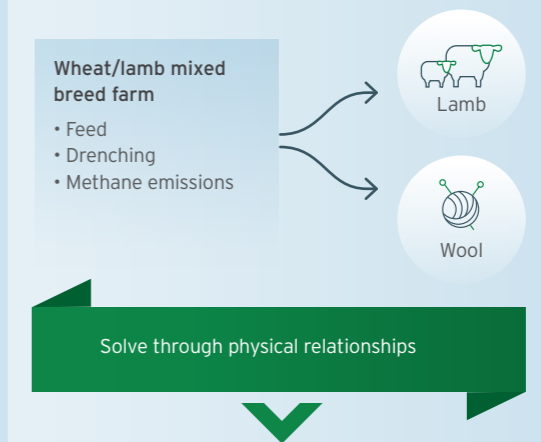 Wheat/lamb mixed
breed farm
• Feed
• Drenching
• Methane emissions
Lamb
Wool
Solve through physical relationships